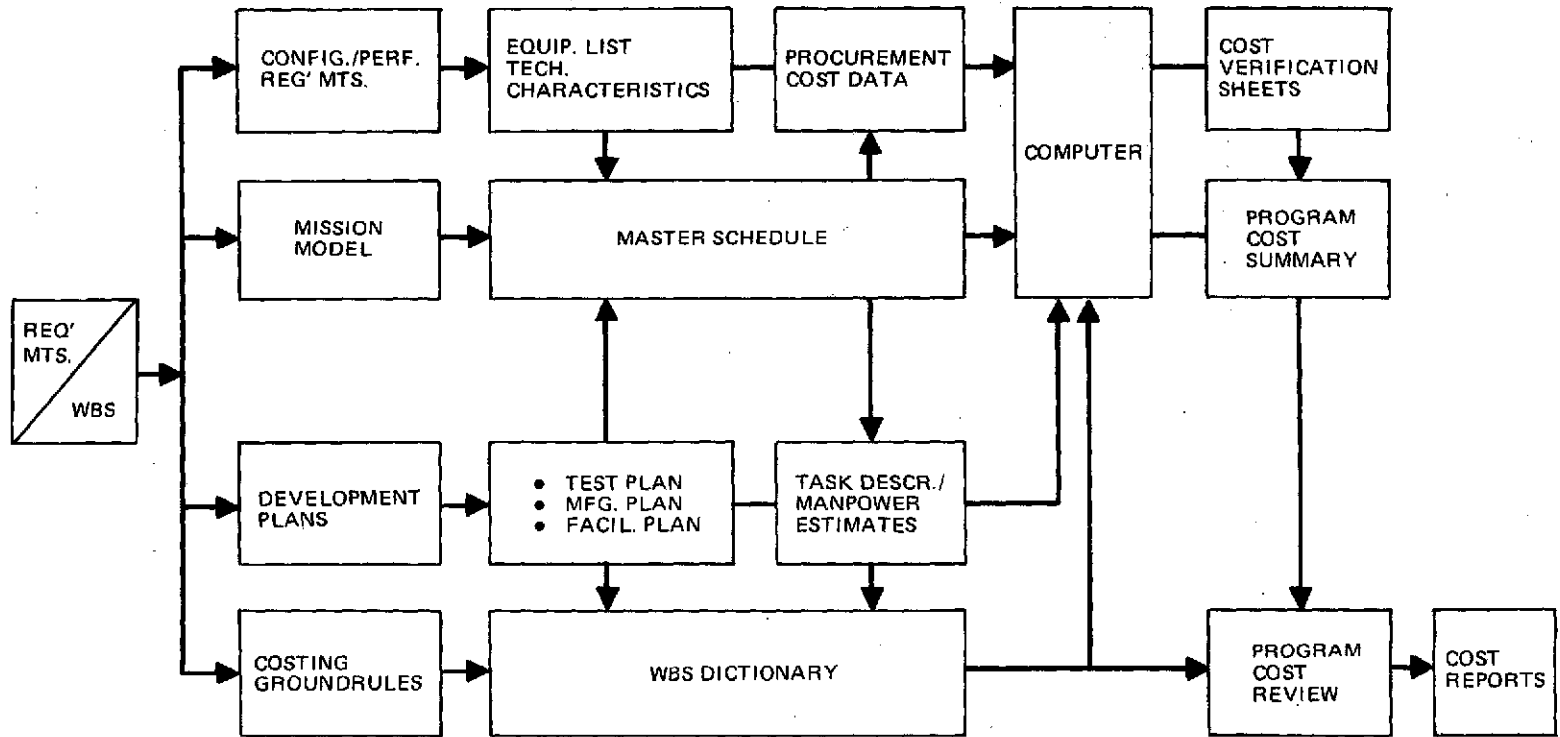 CONFIG./PERF.
REG' MTS.
EQUIP. LIST
TECH.
CHARACTERISTICS
PROCUREMENT
COST DATA
COMPUTER
COST
VERIFICATION
SHEETS
MISSION
MODEL
MASTER SCHEDULE
PROGRAM
COST
SUMMARY
REQ'
MTS.
WBS
DEVELOPMENT
PLANS
• TEST PLAN
• MFG. PLAN
• FACIL. PLAN
TASK DESCR./
MANPOWER
ESTIMATES
COSTING
GROUNDRULES
WBS DICTIONARY
PROGRAM
COST
REVIEW
COST
REPORTS